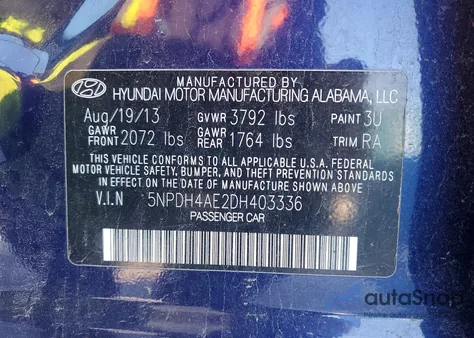 MANUFACTURED BY
HYUNDAI MOTOR MANUFACTURING ALABAMA, LLC
Aug/19/13 GVWR 3792 lbs PAINT 3U
GAWR FRONT 2072 lbs GAWR REAR 1764 lbs TRIM RA
THIS VEHICLE CONFORMS TO ALL APPLICABLE U.S.A. FEDERAL
MOTOR VEHICLE SAFETY, BUMPER, AND THEFT PREVENTION STANDARDS
IN EFFECT ON THE DATE OF MANUFACTURE SHOWN ABOVE.
V.I.N 5NPDH4AE2DH403336
PASSENGER CAR
autaSnap